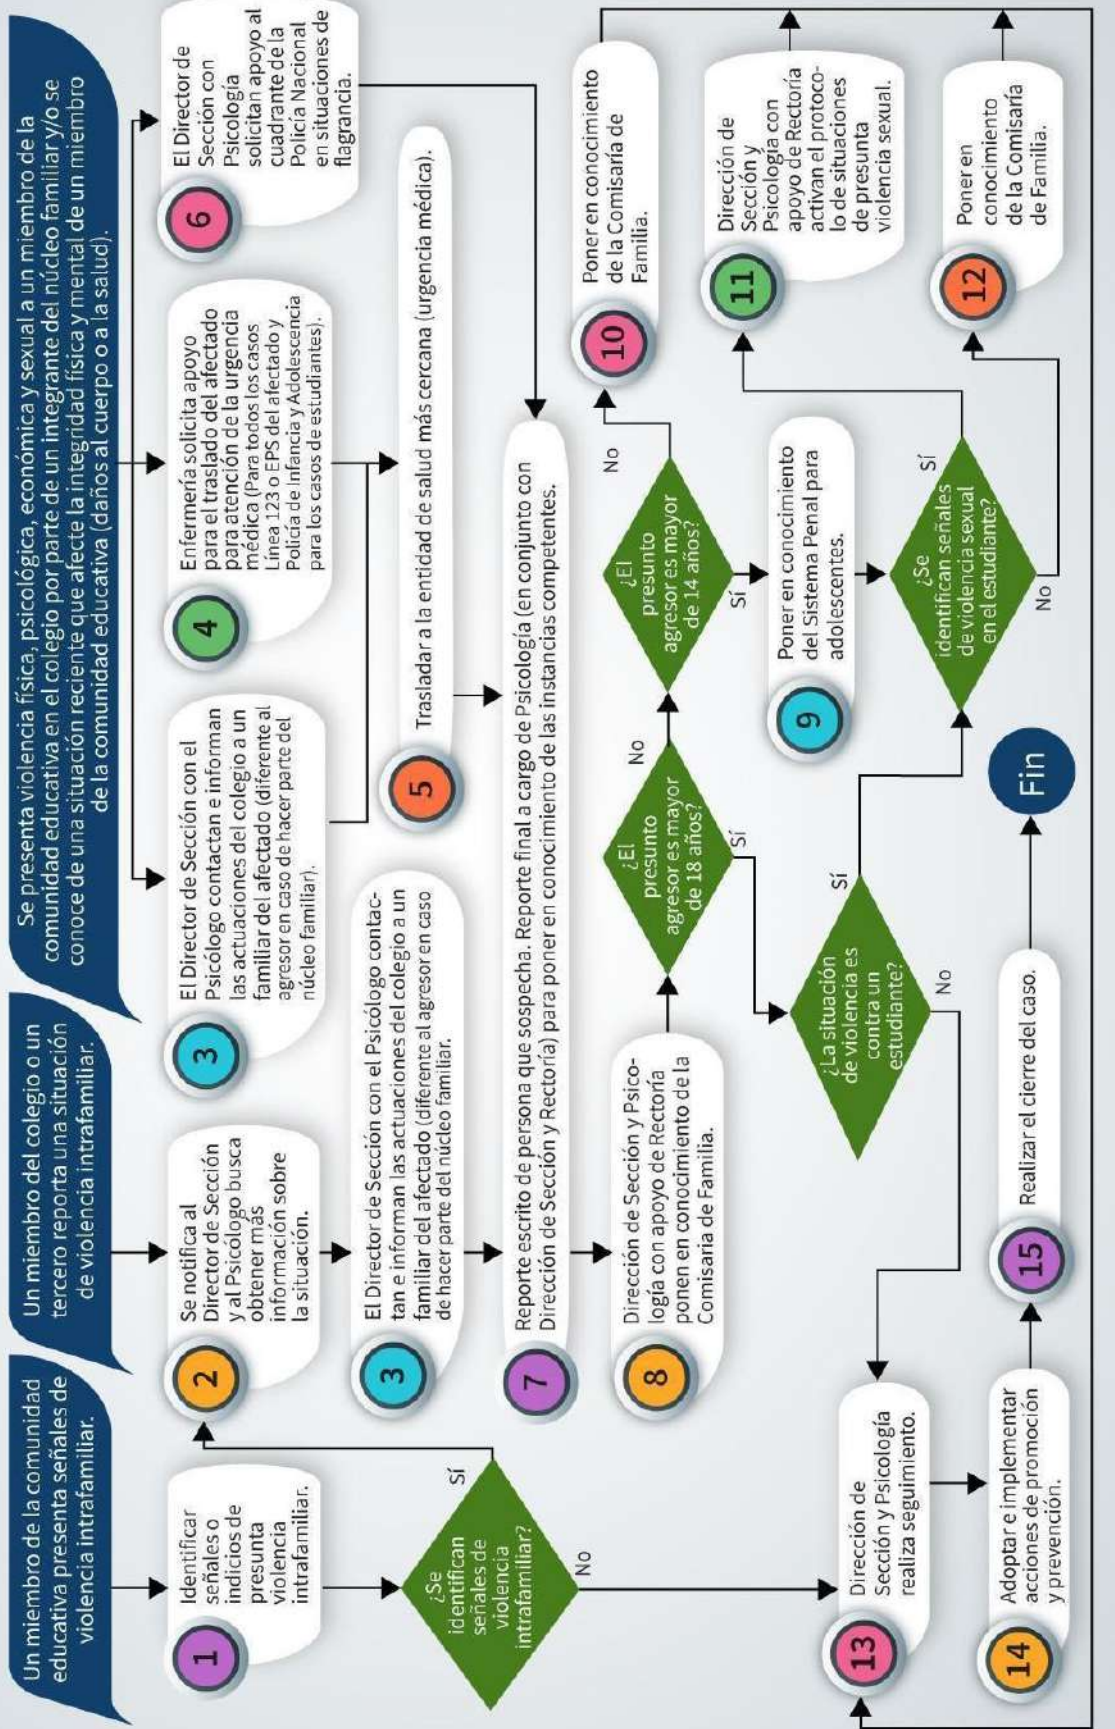 Un miembro de la comunidad
educativa presenta señales de
violencia intrafamiliar.
Un miembro del colegio o un
tercero reporta una situación
de violencia intrafamiliar.
Se presenta violencia física, psicológica, económica y sexual a un miembro de la
comunidad educativa en el colegio por parte de un integrante del núcleo familiar y/o se
conoce de una situación reciente que afecte la integridad física y mental de un miembro
de la comunidad educativa (daños al cuerpo o a la salud).
1
Identificar
señales o
indicios de
presunta
violencia
intrafamiliar.
¿Se
identifican
señales de
violencia
intrafamiliar?
Sí
No
2
Se notifica al
Director de Sección
y al Psicólogo busca
obtener más
información sobre
la situación.
3
El Director de Sección con el Psicólogo contac-
tan e informan las actuaciones del colegio a un
familiar del afectado (diferente al agresor en caso
de hacer parte del núcleo familiar.
3
El Director de Sección con el
Psicólogo contactan e informan
las actuaciones del colegio a un
familiar del afectado (diferente al
agresor en caso de hacer parte del
núcleo familiar).
4
Enfermería solicita apoyo
para el traslado del afectado
para atención de la urgencia
médica (Para todos los casos
Línea 123 o EPS del afectado y
Policía de Infancia y Adolescencia
para los casos de estudiantes).
6
El Director de
Sección con
Psicología
solicitan apoyo al
cuadrante de la
Policía Nacional
en situaciones de
flagrancia.
5
Trasladar a la entidad de salud más cercana (urgencia médica).
7
Reporte escrito de persona que sospecha. Reporte final a cargo de Psicología (en conjunto con
Dirección de Sección y Rectoría) para poner en conocimiento de las instancias competentes.
8
Dirección de Sección y Psico-
logía con apoyo de Rectoría
ponen en conocimiento de la
Comisaria de Familia.
¿El
presunto
agresor es mayor
de 18 años?
No
Sí
¿El
presunto
agresor es mayor
de 14 años?
No
Sí
10
Poner en conocimiento
de la Comisaría de
Familia.
9
Poner en conocimiento
del Sistema Penal para
adolescentes.
11
Dirección de
Sección y
Psicología con
apoyo de Rectoría
activan el protoco-
lo de situaciones
de presunta
violencia sexual.
¿La situación
de violencia es
contra un
estudiante?
Sí
No
¿Se
identifican señales
de violencia sexual
en el estudiante?
Sí
No
12
Poner en
conocimiento
de la Comisaría
de Familia.
13
Dirección de
Sección y Psicología
realiza seguimiento.
14
Adoptar e implementar
acciones de promoción
y prevención.
15
Realizar el cierre del caso.
Fin